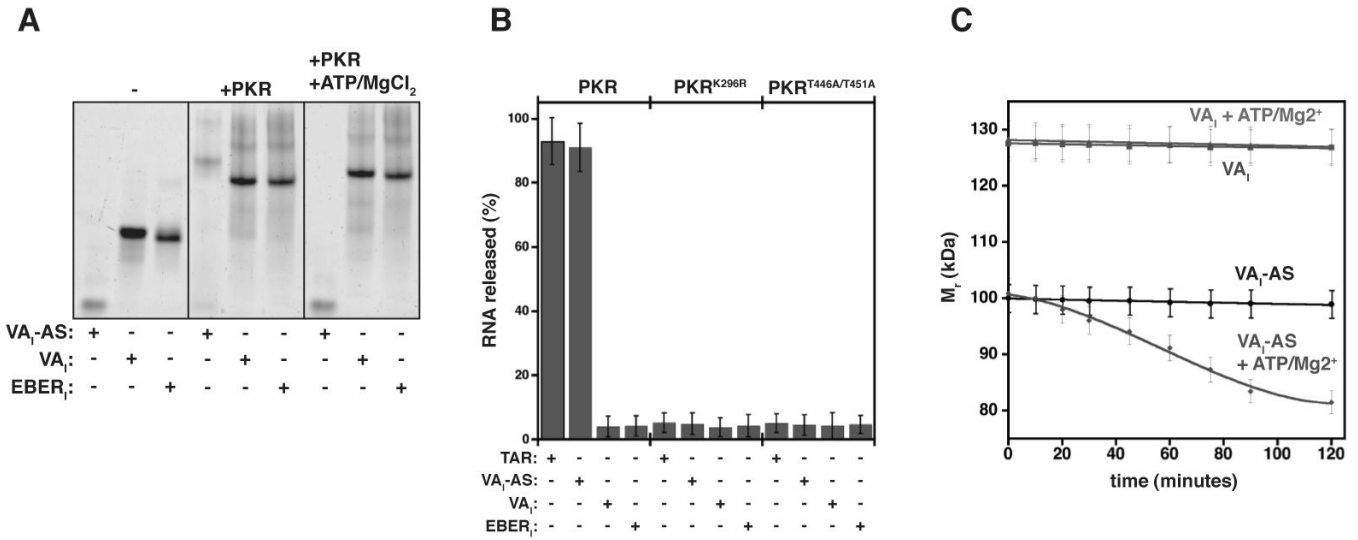 A
-
+PKR
+PKR
+ATP/MgCl₂
VAI-AS: + - - + - - + - -
VAI: - + - - + - - + -
EBERI: - - + - - + - - +
B
PKR PKRK296R PKRT446A/T451A
RNA released (%)
100
80
60
40
20
0
TAR: + - - - + - - - + - - -
VAI-AS: - + - - - + - - - + - -
VAI: - - + - - - + - - - + -
EBERI: - - - + - - - + - - - +
C
Mr (kDa)
130
120
110
100
90
80
VAI + ATP/Mg2+
VAI
VAI-AS
VAI-AS
+ ATP/Mg2+
0 20 40 60 80 100 120
time (minutes)